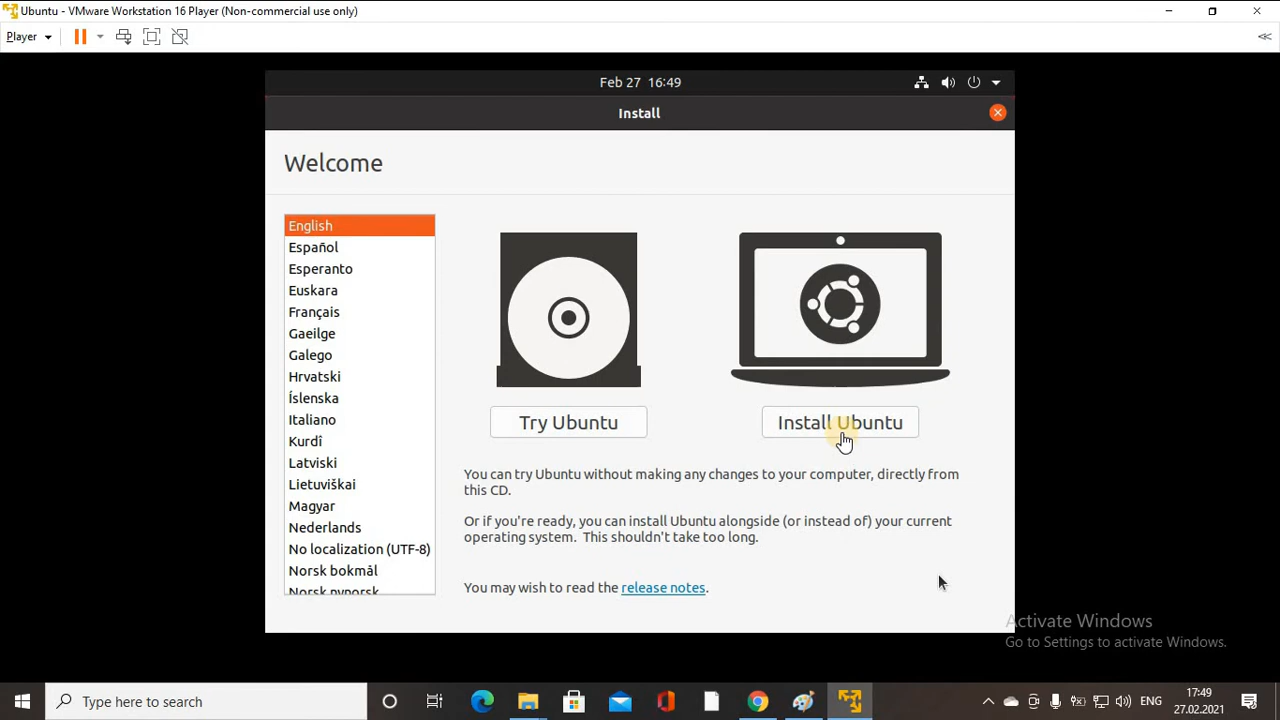 Ubuntu - VMware Workstation 16 Player (Non-commercial use only)
Player
Feb 27 16:49
Install
Welcome
English
Español
Esperanto
Euskara
Français
Gaeilge
Galego
Hrvatski
Íslenska
Italiano
Kurdî
Latviski
Lietuviškai
Magyar
Nederlands
No localization (UTF-8)
Norsk bokmål
Norsk nynorsk
Try Ubuntu
Install Ubuntu
You can try Ubuntu without making any changes to your computer, directly from
this CD.
Or if you're ready, you can install Ubuntu alongside (or instead of) your current
operating system. This shouldn't take too long.
You may wish to read the release notes.
Activate Windows
Go to Settings to activate Windows.
Type here to search
ENG
17:49
27.02.2021